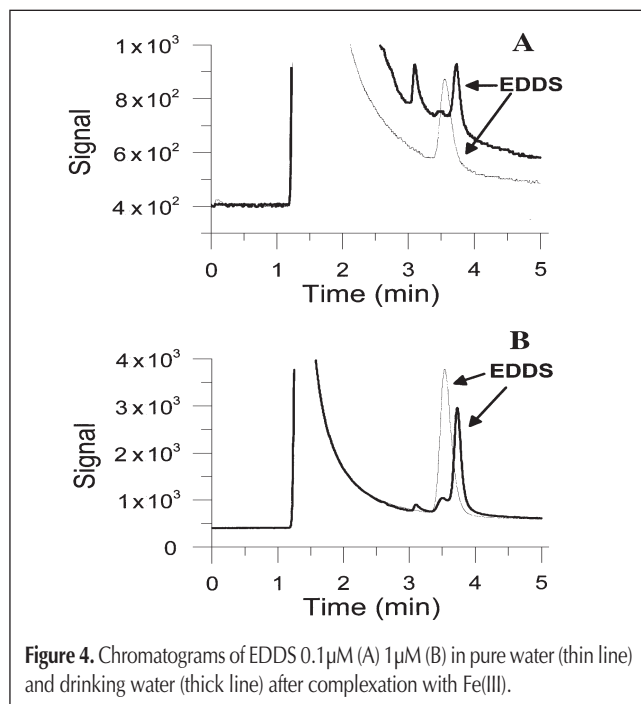 A
1 x 10³
8 x 10²
6 x 10²
4 x 10²
Signal
EDDS
0 1 2 3 4 5
Time (min)
B
4 x 10³
3 x 10³
2 x 10³
1 x 10³
0
Signal
EDDS
0 1 2 3 4 5
Time (min)
Figure 4. Chromatograms of EDDS 0.1µM (A) 1µM (B) in pure water (thin line)
and drinking water (thick line) after complexation with Fe(III).